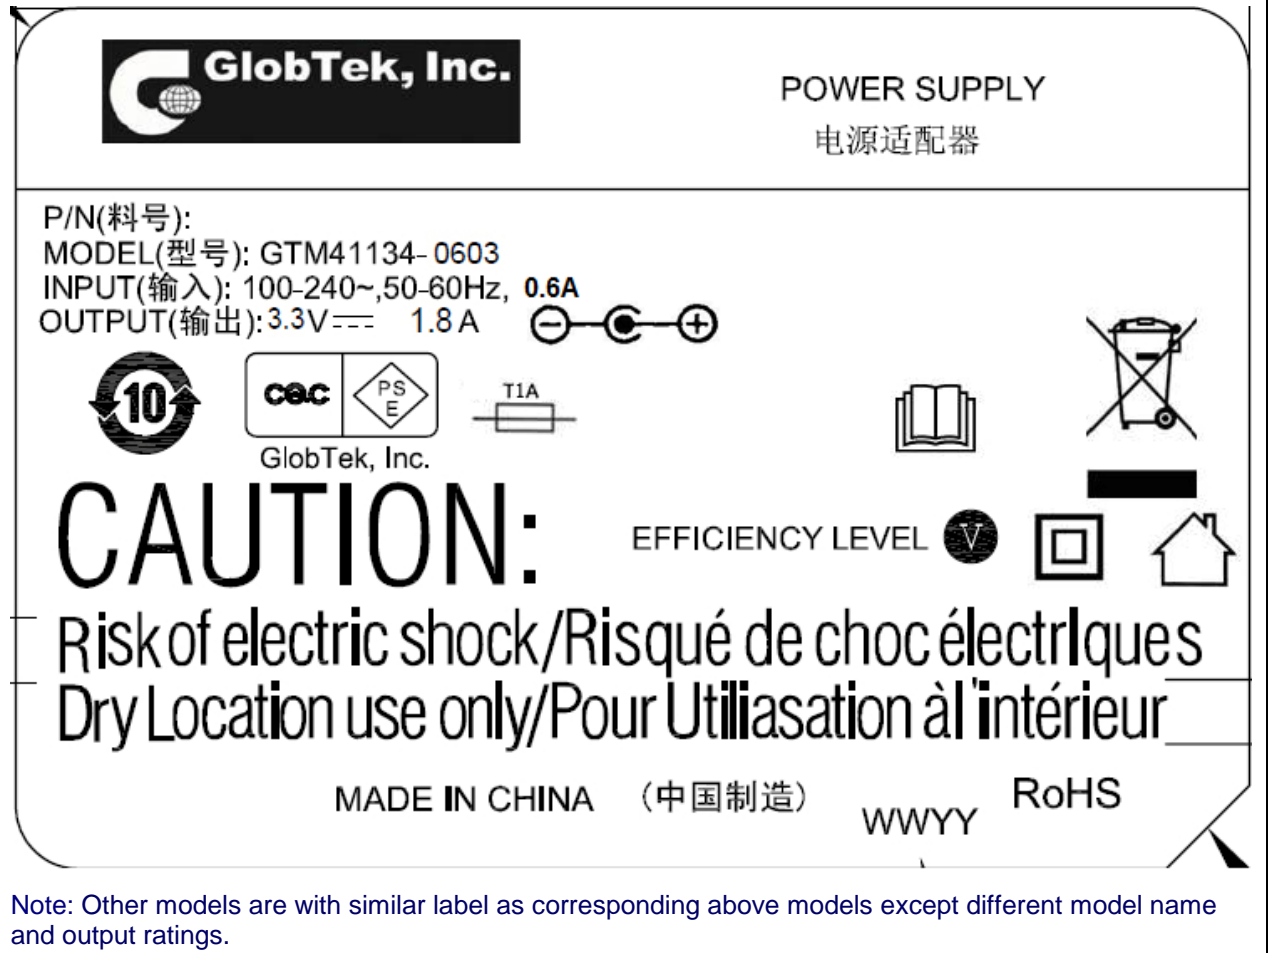 GlobTek, Inc.
POWER SUPPLY
电源适配器
P/N(料号):
MODEL(型号): GTM41134-0603
INPUT(输入): 100-240~,50-60Hz, 0.6A
OUTPUT(输出):3.3V 1.8A
10
CQC
PS
E
T1A
GlobTek, Inc.
CAUTION:
EFFICIENCY LEVEL V
Risk of electric shock/Risqué de choc électrIques
Dry Location use only/Pour Utiliasation à l'intérieur
MADE IN CHINA (中国制造)
WWYY
RoHS
Note: Other models are with similar label as corresponding above models except different model name
and output ratings.